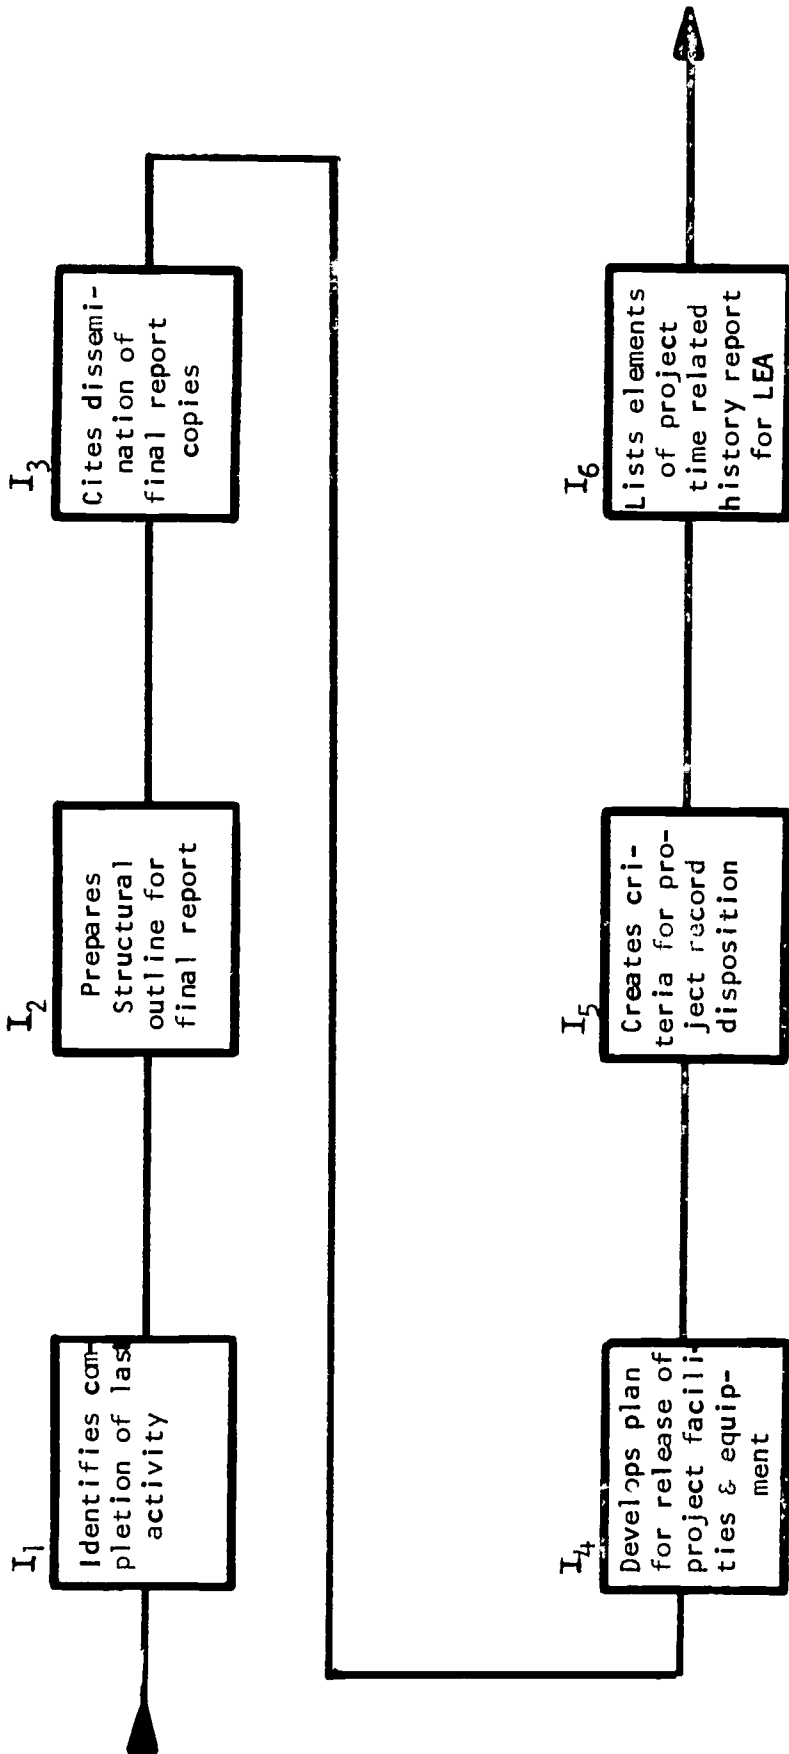 I1
Identifies com-
pletion of las
activity
I2
Prepares
Structural
outline for
final report
I3
Cites dissemi-
nation of
final report
copies
I4
Develops plan
for release of
project facili-
ties & equip-
ment
I5
Creates cri-
teria for pro-
ject record
disposition
I6
Lists elements
of project
time related
history report
for LEA